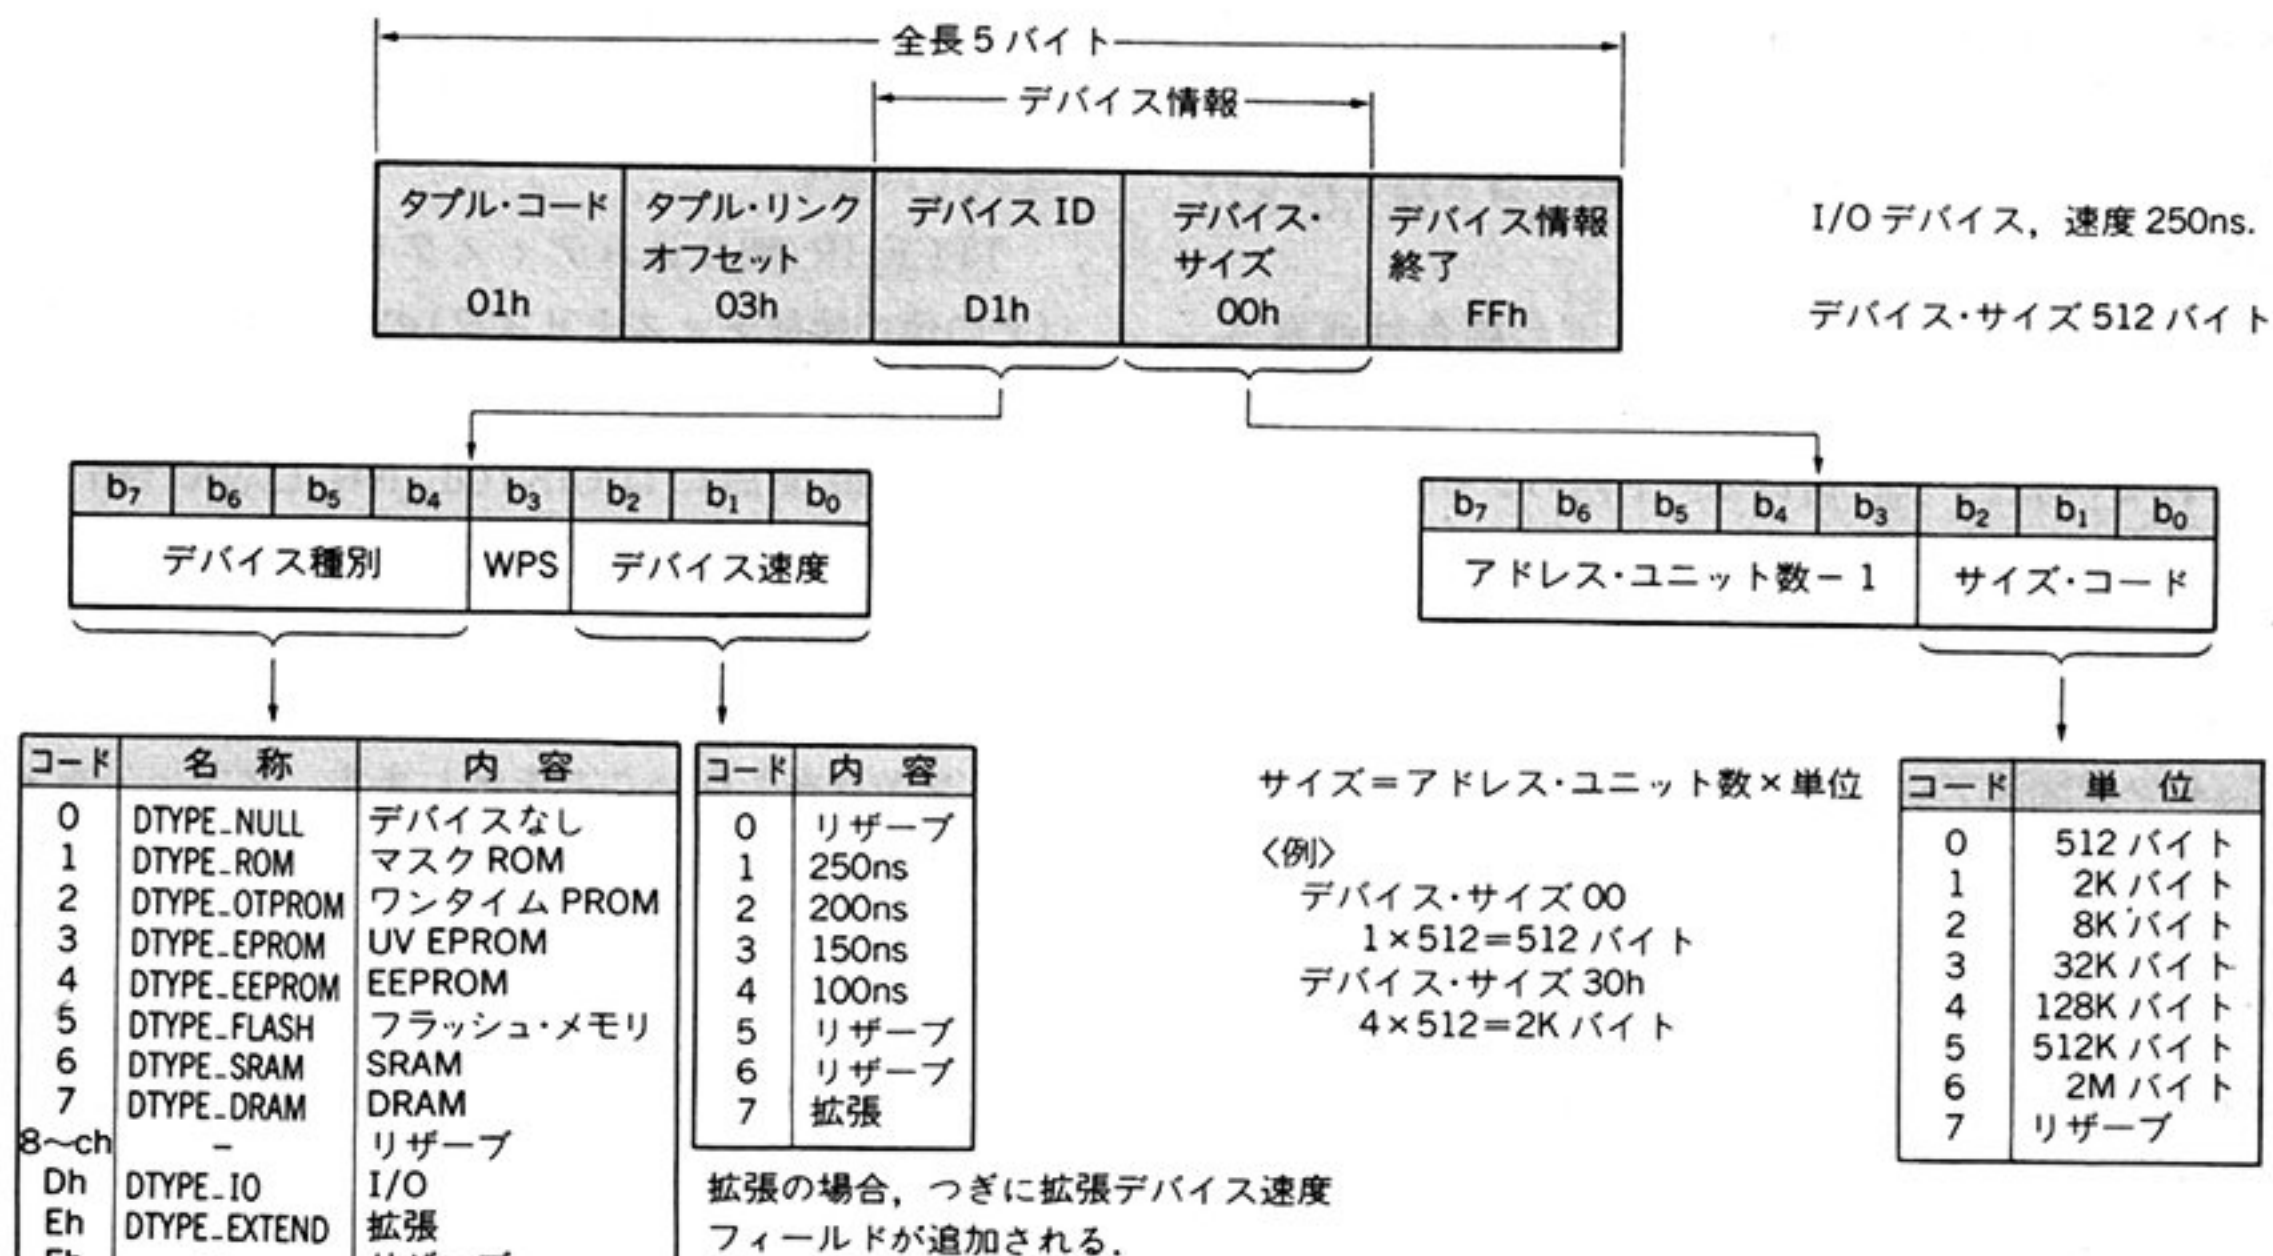 全長5バイト
デバイス情報
タプル・コード
01h
タプル・リンク
オフセット
03h
デバイス ID
D1h
デバイス・
サイズ
00h
デバイス情報
終了
FFh
I/O デバイス，速度 250ns.
デバイス・サイズ 512 バイト
b₇ b₆ b₅ b₄ b₃ b₂ b₁ b₀
デバイス種別 WPS デバイス速度
b₇ b₆ b₅ b₄ b₃ b₂ b₁ b₀
アドレス・ユニット数－1 サイズ・コード
コード 名 称 内 容
0 DTYPE_NULL デバイスなし
1 DTYPE_ROM マスク ROM
2 DTYPE_OTPROM ワンタイム PROM
3 DTYPE_EPROM UV EPROM
4 DTYPE_EEPROM EEPROM
5 DTYPE_FLASH フラッシュ・メモリ
6 DTYPE_SRAM SRAM
7 DTYPE_DRAM DRAM
8～ch － リザーブ
Dh DTYPE_IO I/O
Eh DTYPE_EXTEND 拡張
コード 内 容
0 リザーブ
1 250ns
2 200ns
3 150ns
4 100ns
5 リザーブ
6 リザーブ
7 拡張
拡張の場合，つぎに拡張デバイス速度
フィールドが追加される．
サイズ＝アドレス・ユニット数×単位
〈例〉
デバイス・サイズ 00
1×512＝512 バイト
デバイス・サイズ 30h
4×512＝2K バイト
コード 単 位
0 512 バイト
1 2K バイト
2 8K バイト
3 32K バイト
4 128K バイト
5 512K バイト
6 2M バイト
7 リザーブ